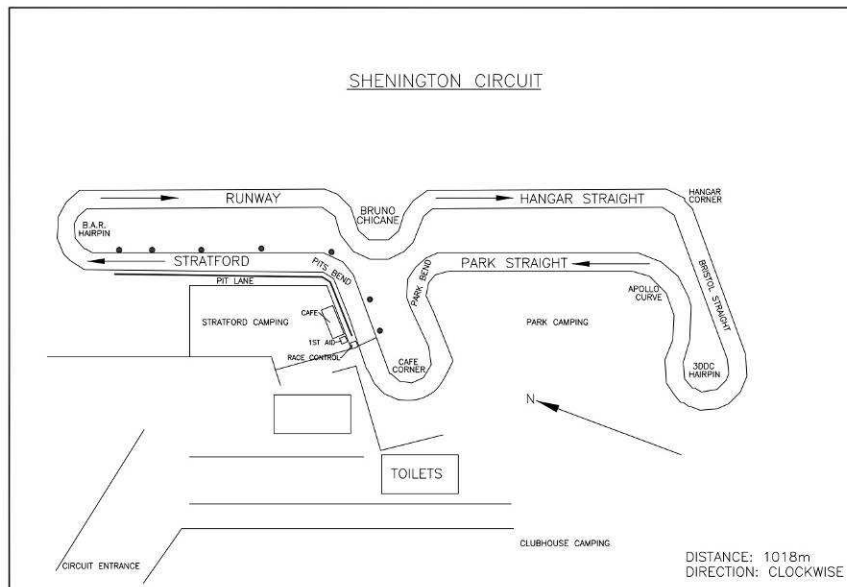 SHENINGTON CIRCUIT
RUNWAY
BRUNO
CHICANE
HANGAR STRAIGHT
HANGAR
CORNER
B.A.R.
HAIRPIN
STRATFORD
PITS BEND
PARK BEND
PARK STRAIGHT
BRISTOL STRAIGHT
PIT LANE
APOLLO
CURVE
CAFE
STRATFORD CAMPING
PARK CAMPING
1ST AID
RACE CONTROL
CAFE
CORNER
3DDC
HAIRPIN
N
TOILETS
CIRCUIT ENTRANCE
CLUBHOUSE CAMPING
DISTANCE: 1018m
DIRECTION: CLOCKWISE